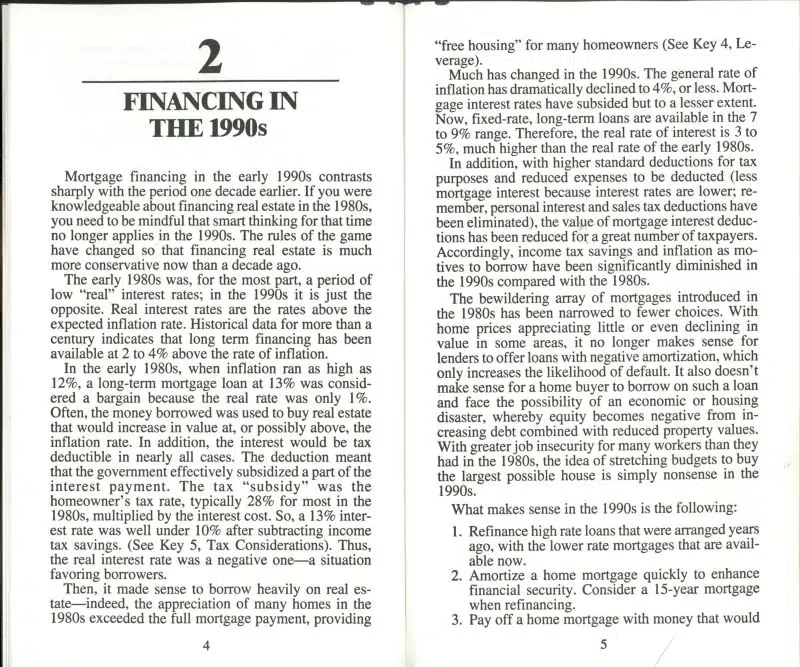 2
FINANCING IN
THE 1990s
Mortgage financing in the early 1990s contrasts
sharply with the period one decade earlier. If you were
knowledgeable about financing real estate in the 1980s,
you need to be mindful that smart thinking for that time
no longer applies in the 1990s. The rules of the game
have changed so that financing real estate is much
more conservative now than a decade ago.
The early 1980s was, for the most part, a period of
low “real” interest rates; in the 1990s it is just the
opposite. Real interest rates are the rates above the
expected inflation rate. Historical data for more than a
century indicates that long term financing has been
available at 2 to 4% above the rate of inflation.
In the early 1980s, when inflation ran as high as
12%, a long-term mortgage loan at 13% was consid-
ered a bargain because the real rate was only 1%.
Often, the money borrowed was used to buy real estate
that would increase in value at, or possibly above, the
inflation rate. In addition, the interest would be tax
deductible in nearly all cases. The deduction meant
that the government effectively subsidized a part of the
interest payment. The tax “subsidy” was the
homeowner’s tax rate, typically 28% for most in the
1980s, multiplied by the interest cost. So, a 13% inter-
est rate was well under 10% after subtracting income
tax savings. (See Key 5, Tax Considerations). Thus,
the real interest rate was a negative one—a situation
favoring borrowers.
Then, it made sense to borrow heavily on real es-
tate—indeed, the appreciation of many homes in the
1980s exceeded the full mortgage payment, providing
4
“free housing” for many homeowners (See Key 4, Le-
verage).
Much has changed in the 1990s. The general rate of
inflation has dramatically declined to 4%, or less. Mort-
gage interest rates have subsided but to a lesser extent.
Now, fixed-rate, long-term loans are available in the 7
to 9% range. Therefore, the real rate of interest is 3 to
5%, much higher than the real rate of the early 1980s.
In addition, with higher standard deductions for tax
purposes and reduced expenses to be deducted (less
mortgage interest because interest rates are lower; re-
member, personal interest and sales tax deductions have
been eliminated), the value of mortgage interest deduc-
tions has been reduced for a great number of taxpayers.
Accordingly, income tax savings and inflation as mo-
tives to borrow have been significantly diminished in
the 1990s compared with the 1980s.
The bewildering array of mortgages introduced in
the 1980s has been narrowed to fewer choices. With
home prices appreciating little or even declining in
value in some areas, it no longer makes sense for
lenders to offer loans with negative amortization, which
only increases the likelihood of default. It also doesn’t
make sense for a home buyer to borrow on such a loan
and face the possibility of an economic or housing
disaster, whereby equity becomes negative from in-
creasing debt combined with reduced property values.
With greater job insecurity for many workers than they
had in the 1980s, the idea of stretching budgets to buy
the largest possible house is simply nonsense in the
1990s.
What makes sense in the 1990s is the following:
1. Refinance high rate loans that were arranged years
ago, with the lower rate mortgages that are avail-
able now.
2. Amortize a home mortgage quickly to enhance
financial security. Consider a 15-year mortgage
when refinancing.
3. Pay off a home mortgage with money that would
5